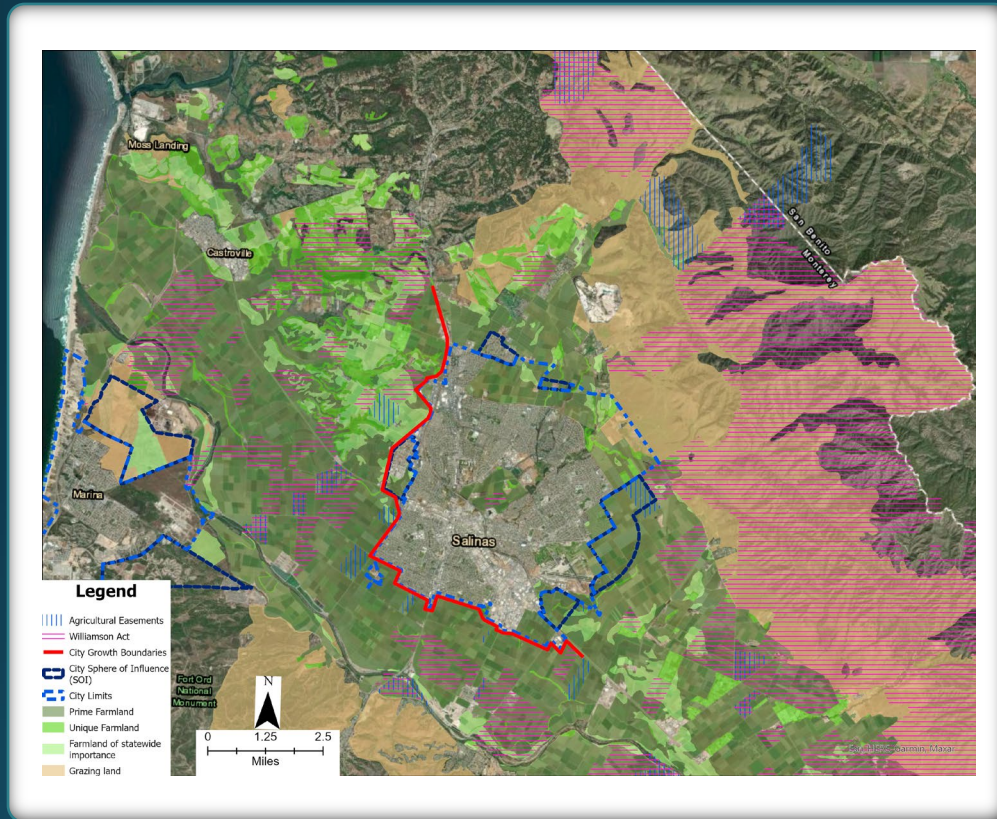 Moss Landing
Castroville
San Benito
Monterey
Marina
Salinas
Fort Ord
National
Monument
Legend
Agricultural Easements
Williamson Act
City Growth Boundaries
City Sphere of Influence
(SOI)
City Limits
Prime Farmland
Unique Farmland
Farmland of statewide
importance
Grazing land
N
0 1.25 2.5
Miles
Garmin, Maxar